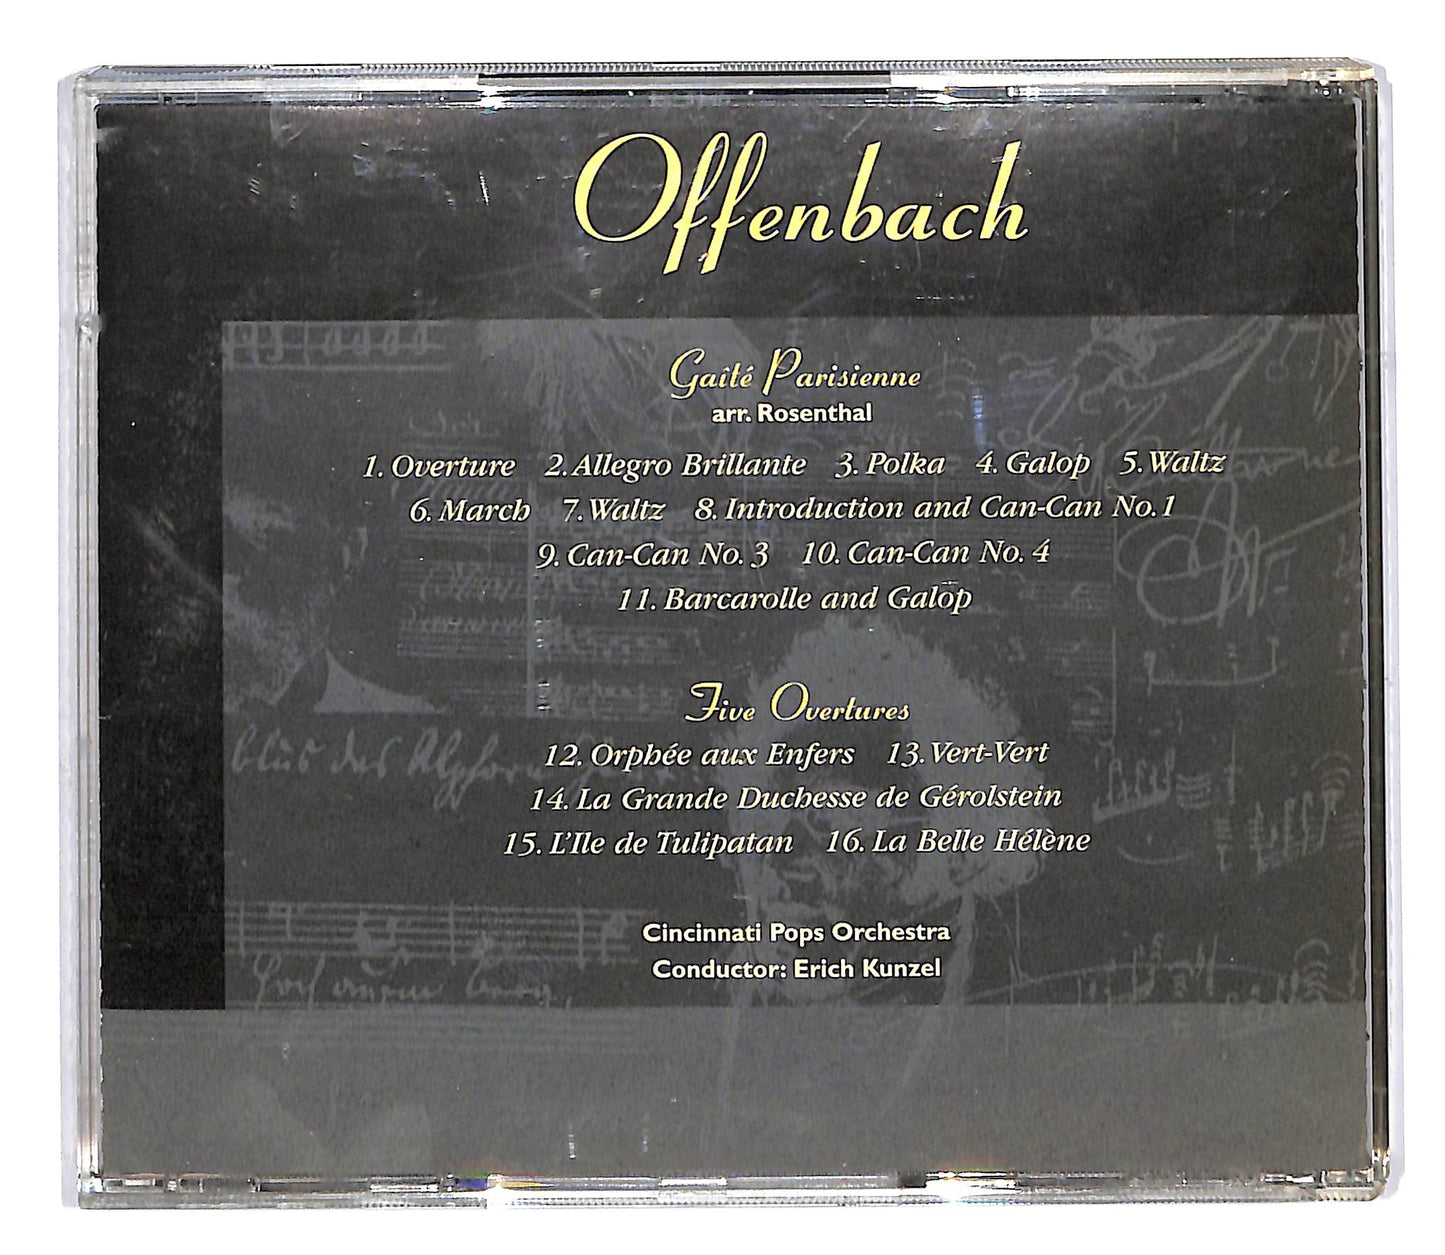 Offenbach
Gaîté Parisienne
arr. Rosenthal
1. Overture 2. Allegro Brillante 3. Polka 4. Galop 5. Waltz
6. March 7. Waltz 8. Introduction and Can-Can No. 1
9. Can-Can No. 3 10. Can-Can No. 4
11. Barcarolle and Galop
Five Overtures
12. Orphée aux Enfers 13. Vert-Vert
14. La Grande Duchesse de Gérolstein
15. L'Ile de Tulipatan 16. La Belle Hélène
Cincinnati Pops Orchestra
Conductor: Erich Kunzel